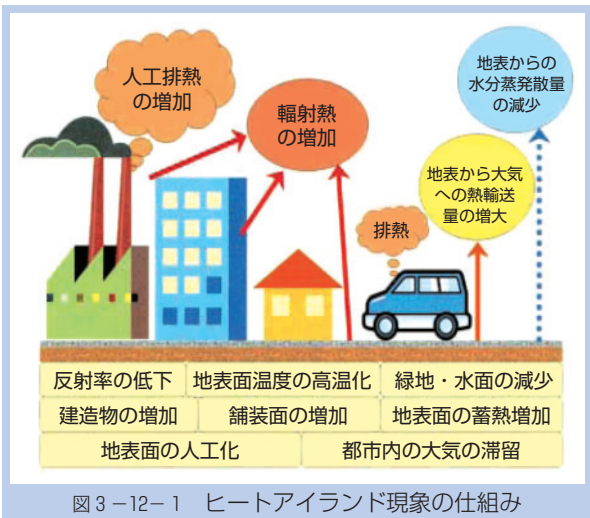 人工排熱
の増加
輻射熱
の増加
地表からの
水分蒸発散量
の減少
地表から大気
への熱輸送
量の増大
排熱
反射率の低下 地表面温度の高温化 緑地・水面の減少
建造物の増加 舗装面の増加 地表面の蓄熱増加
地表面の人工化 都市内の大気の滞留
図3-12-1 ヒートアイランド現象の仕組み